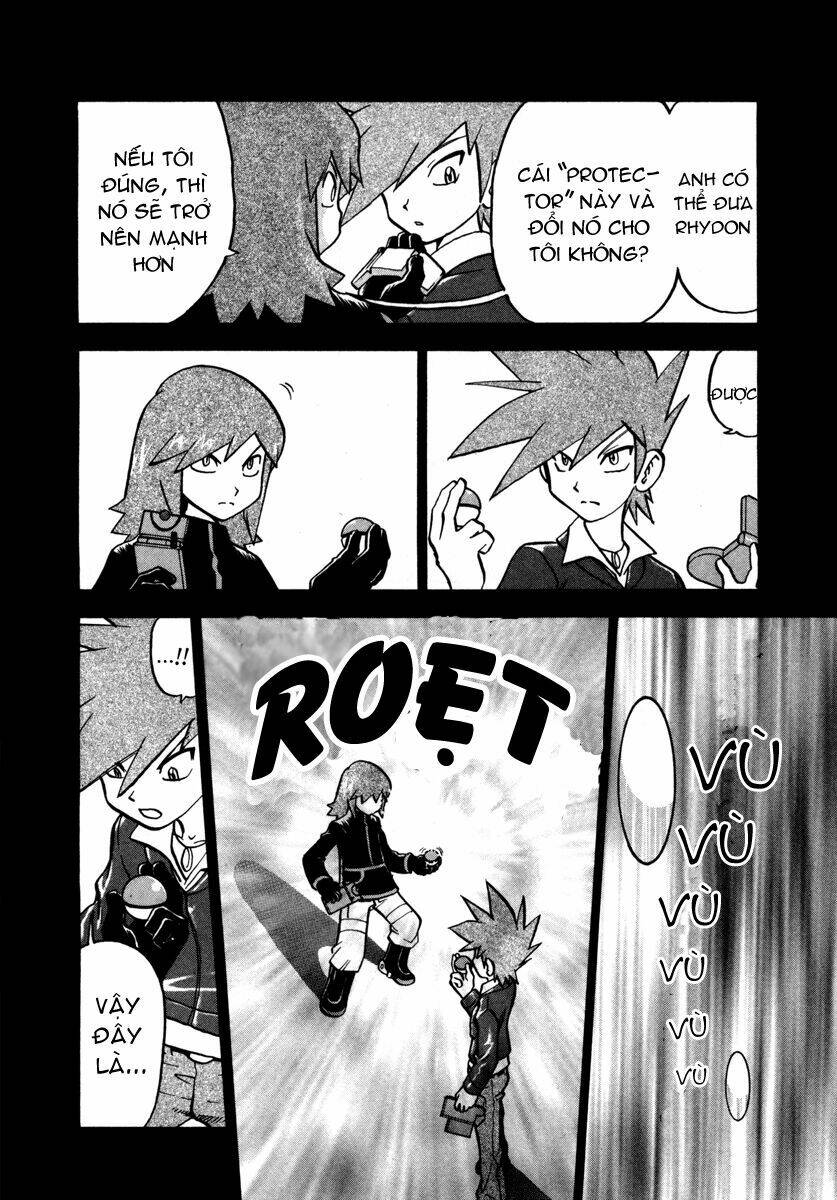 ANH CÓ
THỂ ĐƯA
RHYDON
CÁI "PROTEC-
TOR" NÀY VÀ
ĐỔI NÓ CHO
TÔI KHÔNG?
NẾU TÔI
ĐÚNG, THÌ
NÓ SẼ TRỞ
NÊN MẠNH
HƠN
ĐƯỢC
VÙ
VÙ
VÙ
VÙ
VÙ
VÙ
ROẸT
...!!
VẬY
ĐÂY
LÀ...